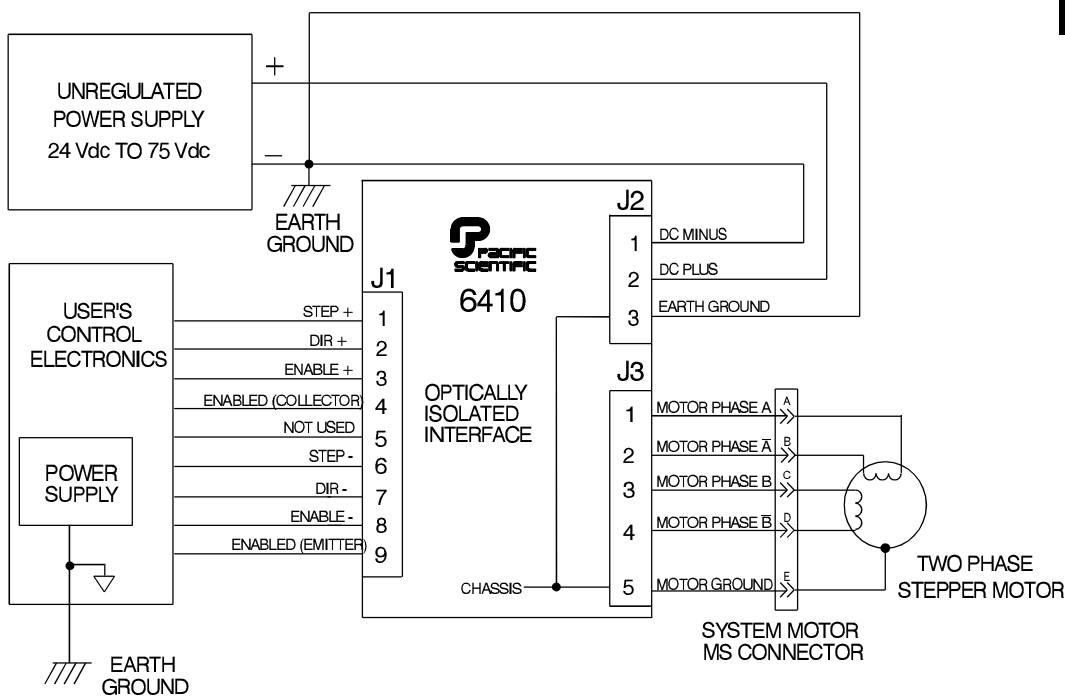 UNREGULATED
POWER SUPPLY
24 Vdc TO 75 Vdc
+
−
EARTH
GROUND
USER'S
CONTROL
ELECTRONICS
POWER
SUPPLY
EARTH
GROUND
STEP +
DIR +
ENABLE +
ENABLED (COLLECTOR)
NOT USED
STEP -
DIR -
ENABLE -
ENABLED (EMITTER)
J1
1
2
3
4
5
6
7
8
9
PACIFIC
SCIENTIFIC
6410
OPTICALLY
ISOLATED
INTERFACE
CHASSIS
J2
1 DC MINUS
2 DC PLUS
3 EARTH GROUND
J3
1 MOTOR PHASE A A
2 MOTOR PHASE A̅ B
3 MOTOR PHASE B C
4 MOTOR PHASE B̅ D
5 MOTOR GROUND E
SYSTEM MOTOR
MS CONNECTOR
TWO PHASE
STEPPER MOTOR